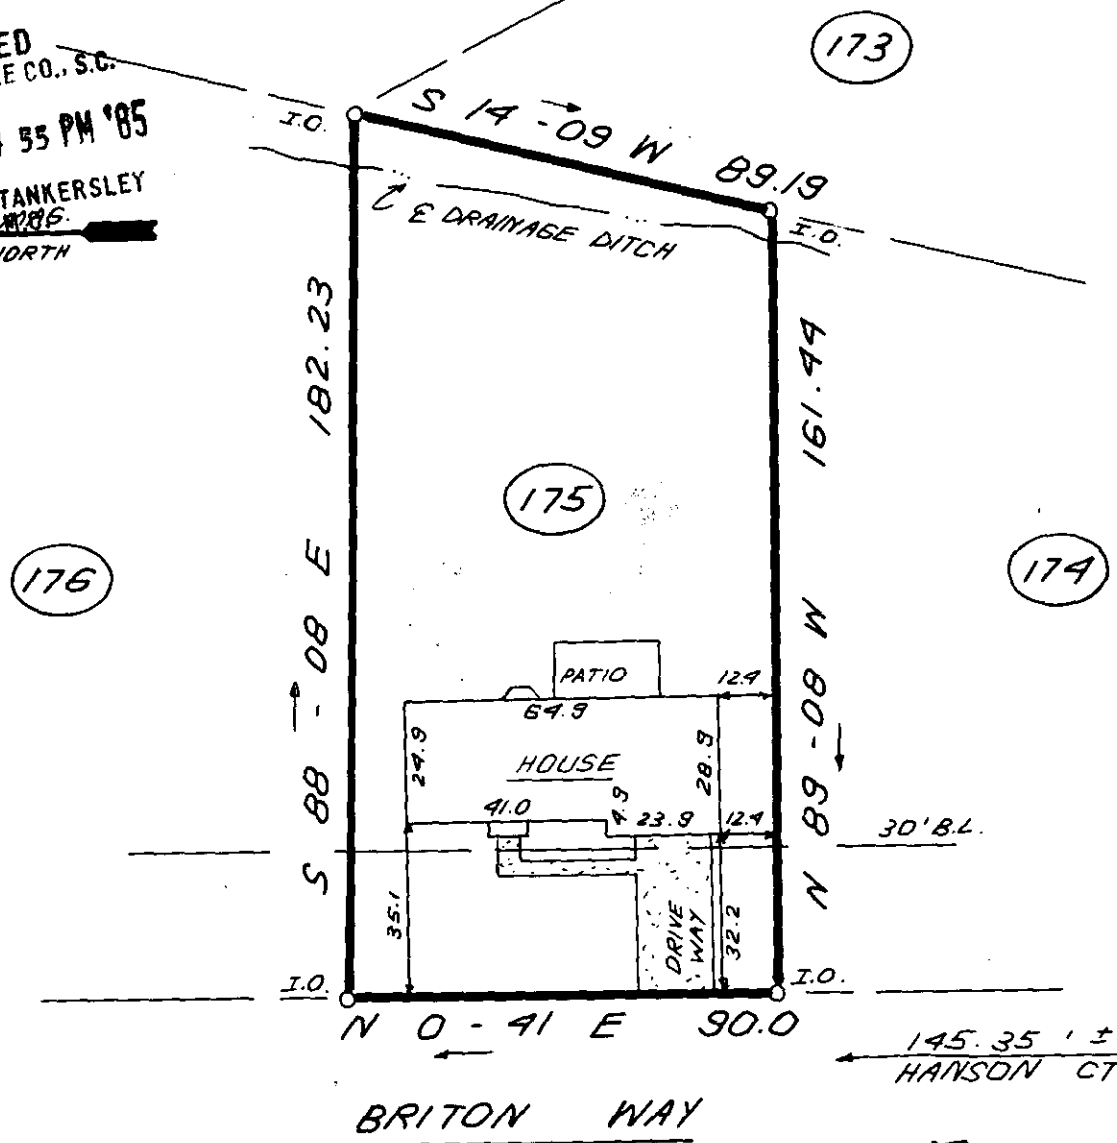 ED
E CO., S.C.
55 PM '85
TANKERSLEY
NORTH
173
I.O.
S 14-09 W 89.19
I.O.
℄ DRAINAGE DITCH
S 88-08 E 182.23
N 89-08 W 161.44
175
176
174
PATIO
12.4
64.9
24.9
HOUSE
28.9
41.0
4.9
23.9
12.4
30' B.L.
35.1
DRIVE
WAY
32.2
I.O.
I.O.
N 0-41 E 90.0
145.35 ' ±
HANSON CT
BRITON WAY